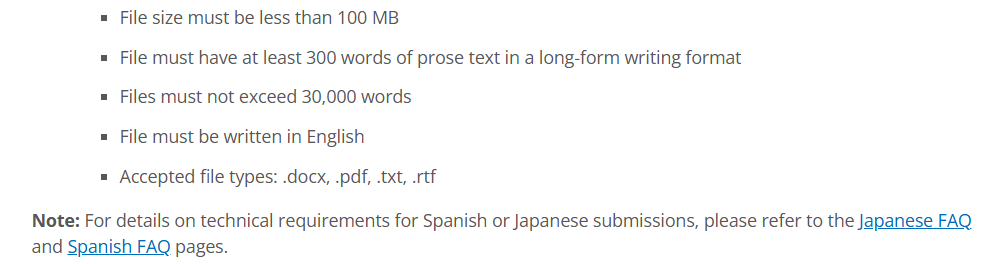 ▪ File size must be less than 100 MB
▪ File must have at least 300 words of prose text in a long-form writing format
▪ Files must not exceed 30,000 words
▪ File must be written in English
▪ Accepted file types: .docx, .pdf, .txt, .rtf
Note: For details on technical requirements for Spanish or Japanese submissions, please refer to the Japanese FAQ
and Spanish FAQ pages.